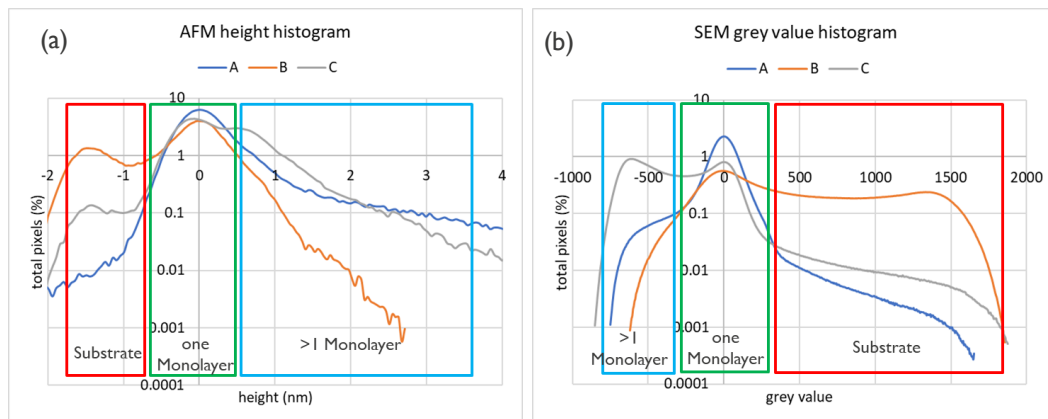 (a)
AFM height histogram
A B C
10
1
0.1
0.01
0.001
0.0001
-2 -1 0 1 2 3 4
total pixels (%)
Substrate
one
Monolayer
>1 Monolayer
height (nm)
(b)
SEM grey value histogram
A B C
10
1
0.1
0.01
0.001
0.0001
-1000 -500 0 500 1000 1500 2000
total pixels (%)
>1
Monolayer
one
Monolayer
Substrate
grey value